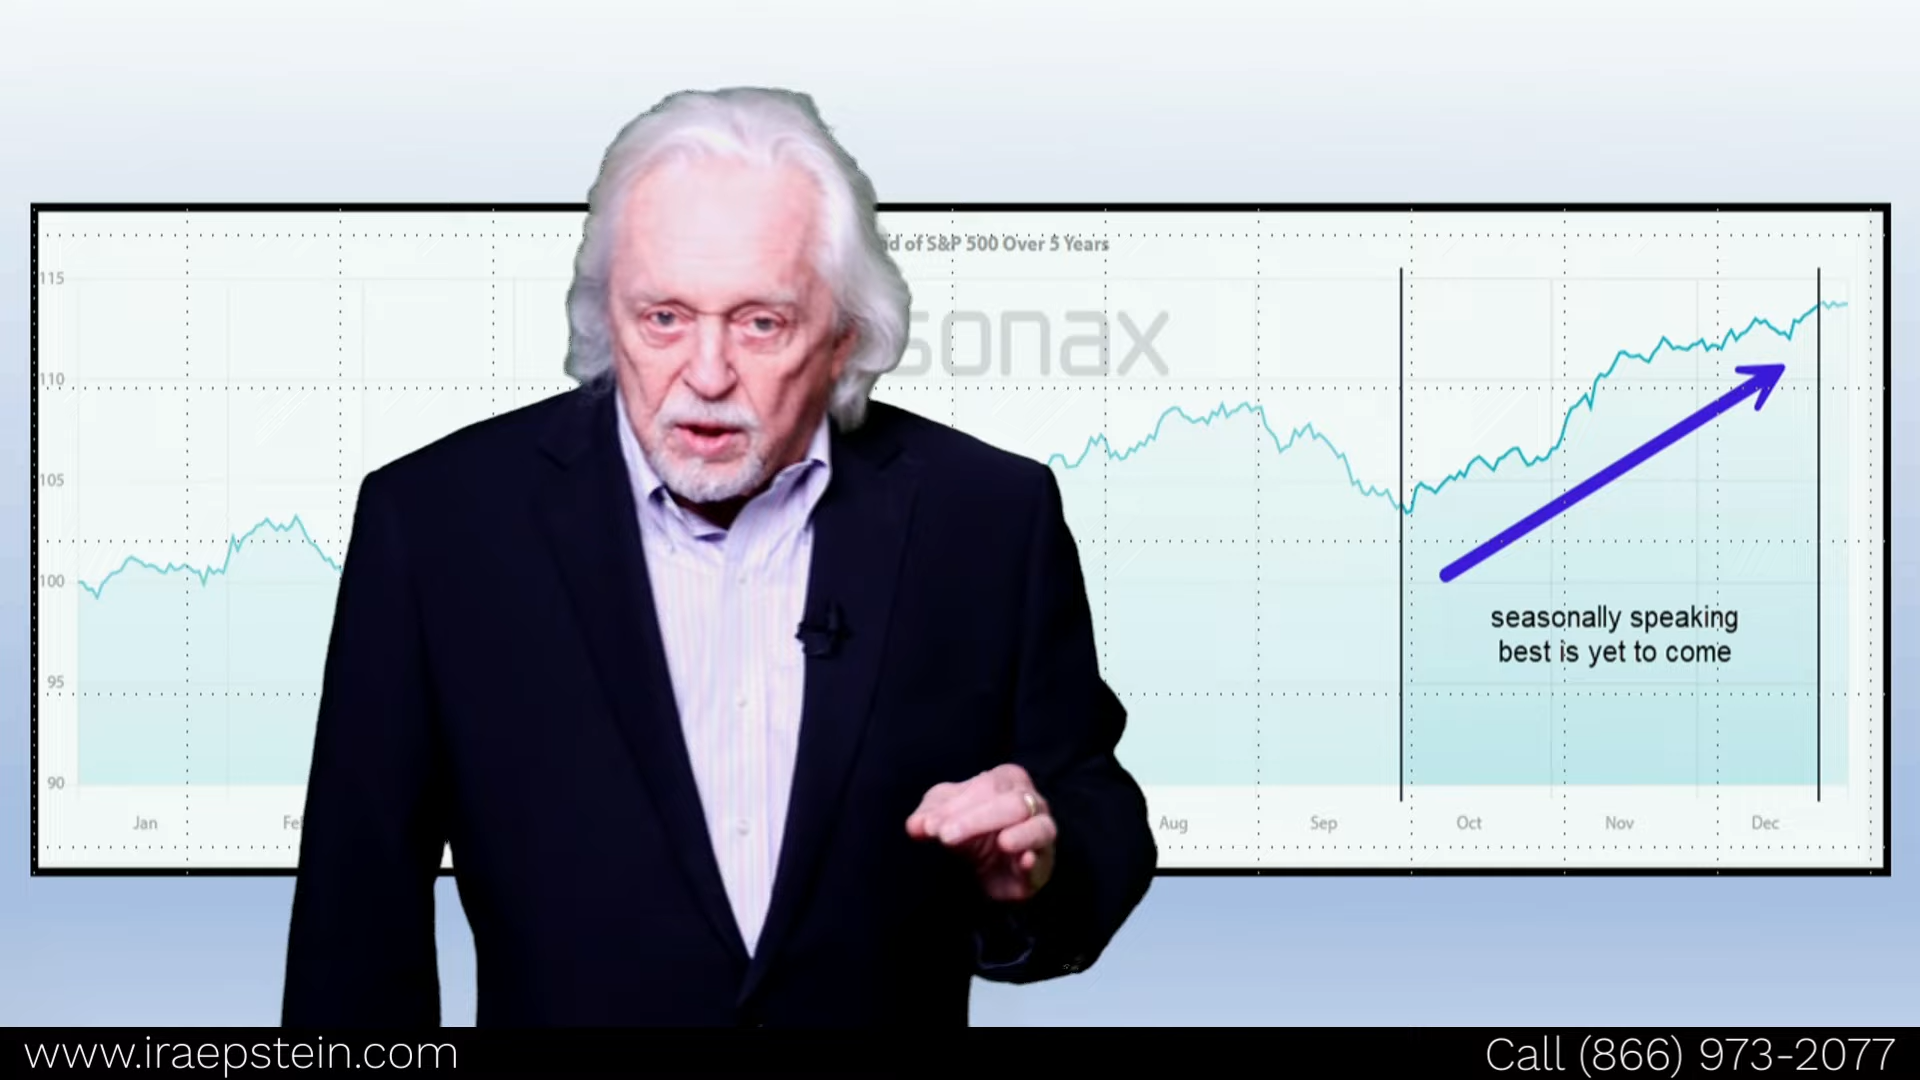 of S&P 500 Over 5 Years
115
sonax
110
105
100
95
90
seasonally speaking
best is yet to come
Jan
Aug
Sep
Oct
Nov
Dec
www.iraepstein.com
Call (866) 973-2077